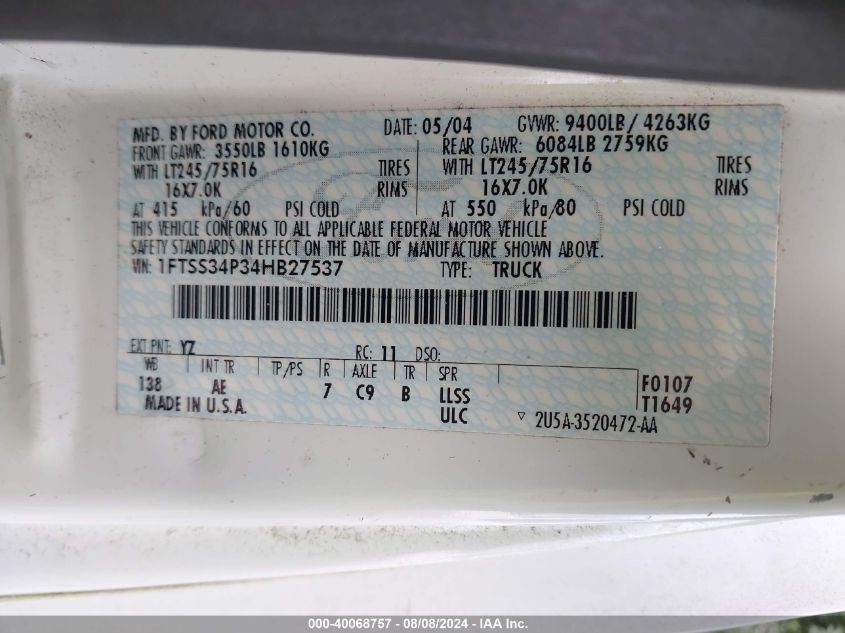 MFD. BY FORD MOTOR CO. DATE: 05/04 GVWR: 9400LB / 4263KG
FRONT GAWR: 3550LB 1610KG REAR GAWR: 6084LB 2759KG
WITH LT245/75R16 TIRES WITH LT245/75R16 TIRES
16X7.0K RIMS 16X7.0K RIMS
AT 415 kPa/60 PSI COLD AT 550 kPa/80 PSI COLD
THIS VEHICLE CONFORMS TO ALL APPLICABLE FEDERAL MOTOR VEHICLE
SAFETY STANDARDS IN EFFECT ON THE DATE OF MANUFACTURE SHOWN ABOVE.
VIN: 1FTSS34P34HB27537 TYPE: TRUCK
EXT PNT: YZ RC: 11 DSO:
WB INT TR TP/PS R AXLE TR SPR
138 AE 7 C9 B LLSS F0107
MADE IN U.S.A. ULC T1649
▽ 2U5A-3520472-AA
000-40068757 - 08/08/2024 - IAA Inc.